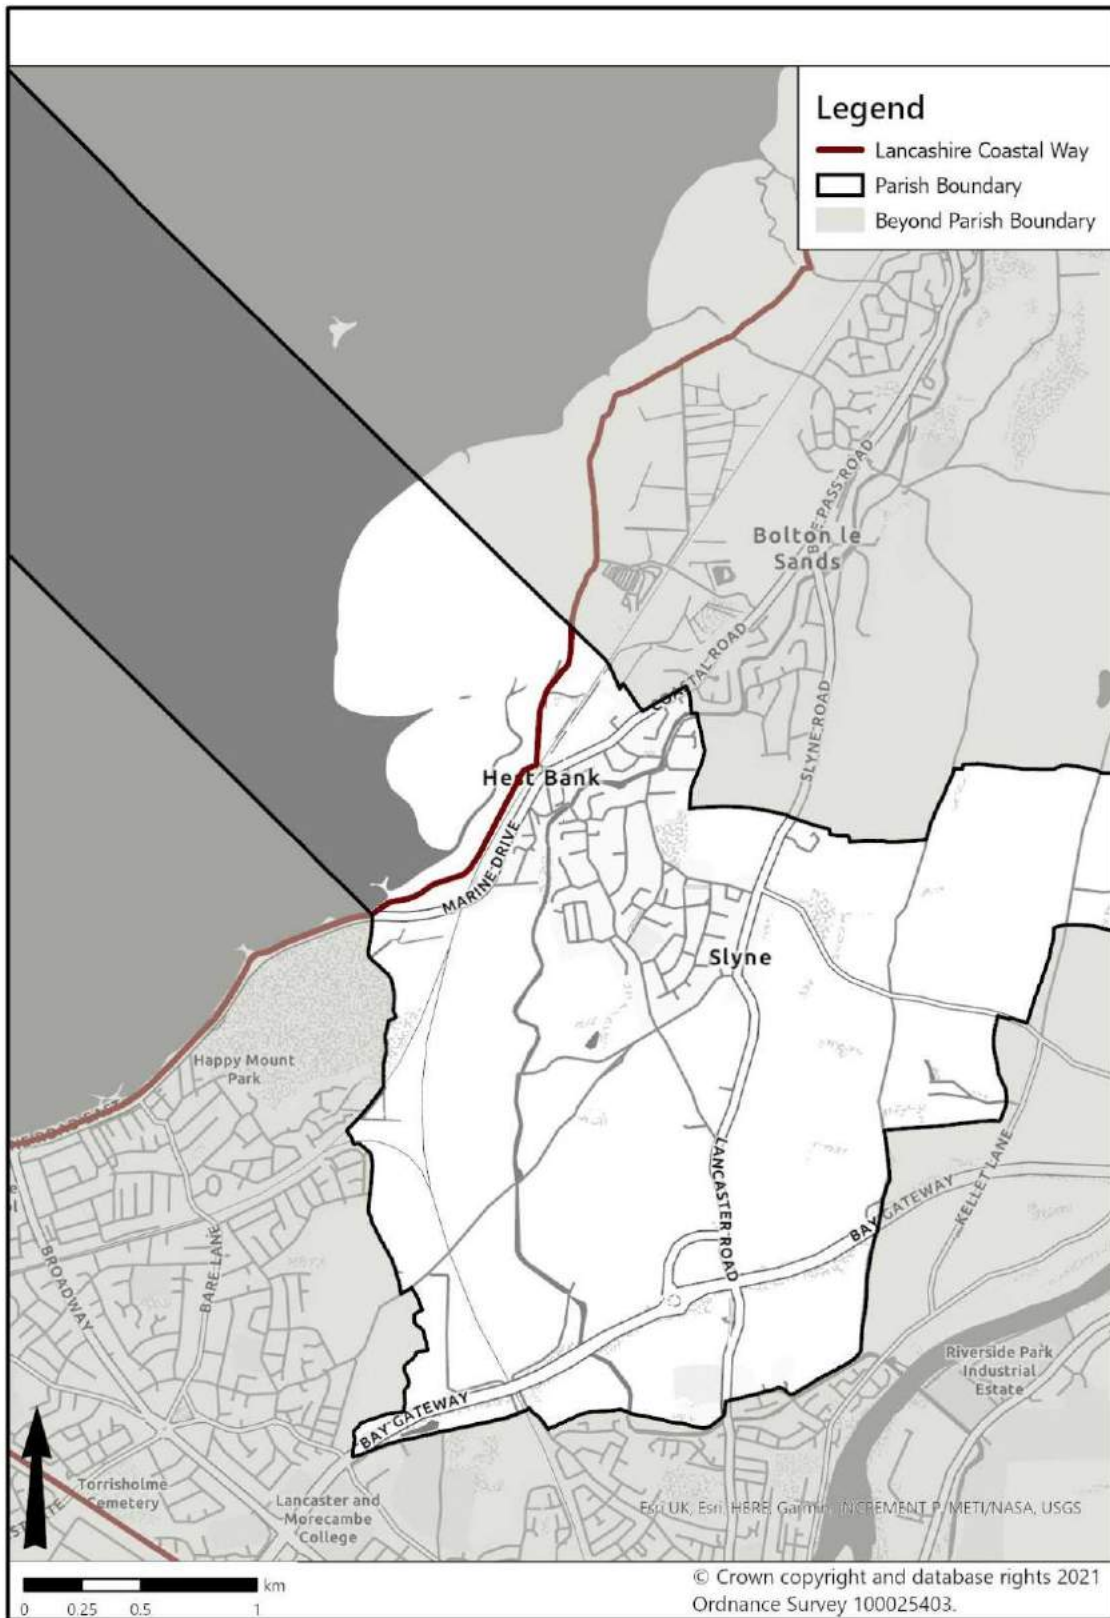 Legend
Lancashire Coastal Way
Parish Boundary
Beyond Parish Boundary
BY-PASS ROAD
Bolton le
Sands
COASTAL ROAD
SLYNE ROAD
Hest Bank
MARINE DRIVE
Slyne
Happy Mount
Park
LANCASTER ROAD
BAY GATEWAY
KELLET LANE
BARE LANE
BROADWAY
Riverside Park
Industrial
Estate
BAY GATEWAY
Torrisholme
Cemetery
Lancaster and
Morecambe
College
Esri UK, Esri, HERE, Garmin, INCREMENT P, METI/NASA, USGS
km
0 0.25 0.5 1
© Crown copyright and database rights 2021
Ordnance Survey 100025403.